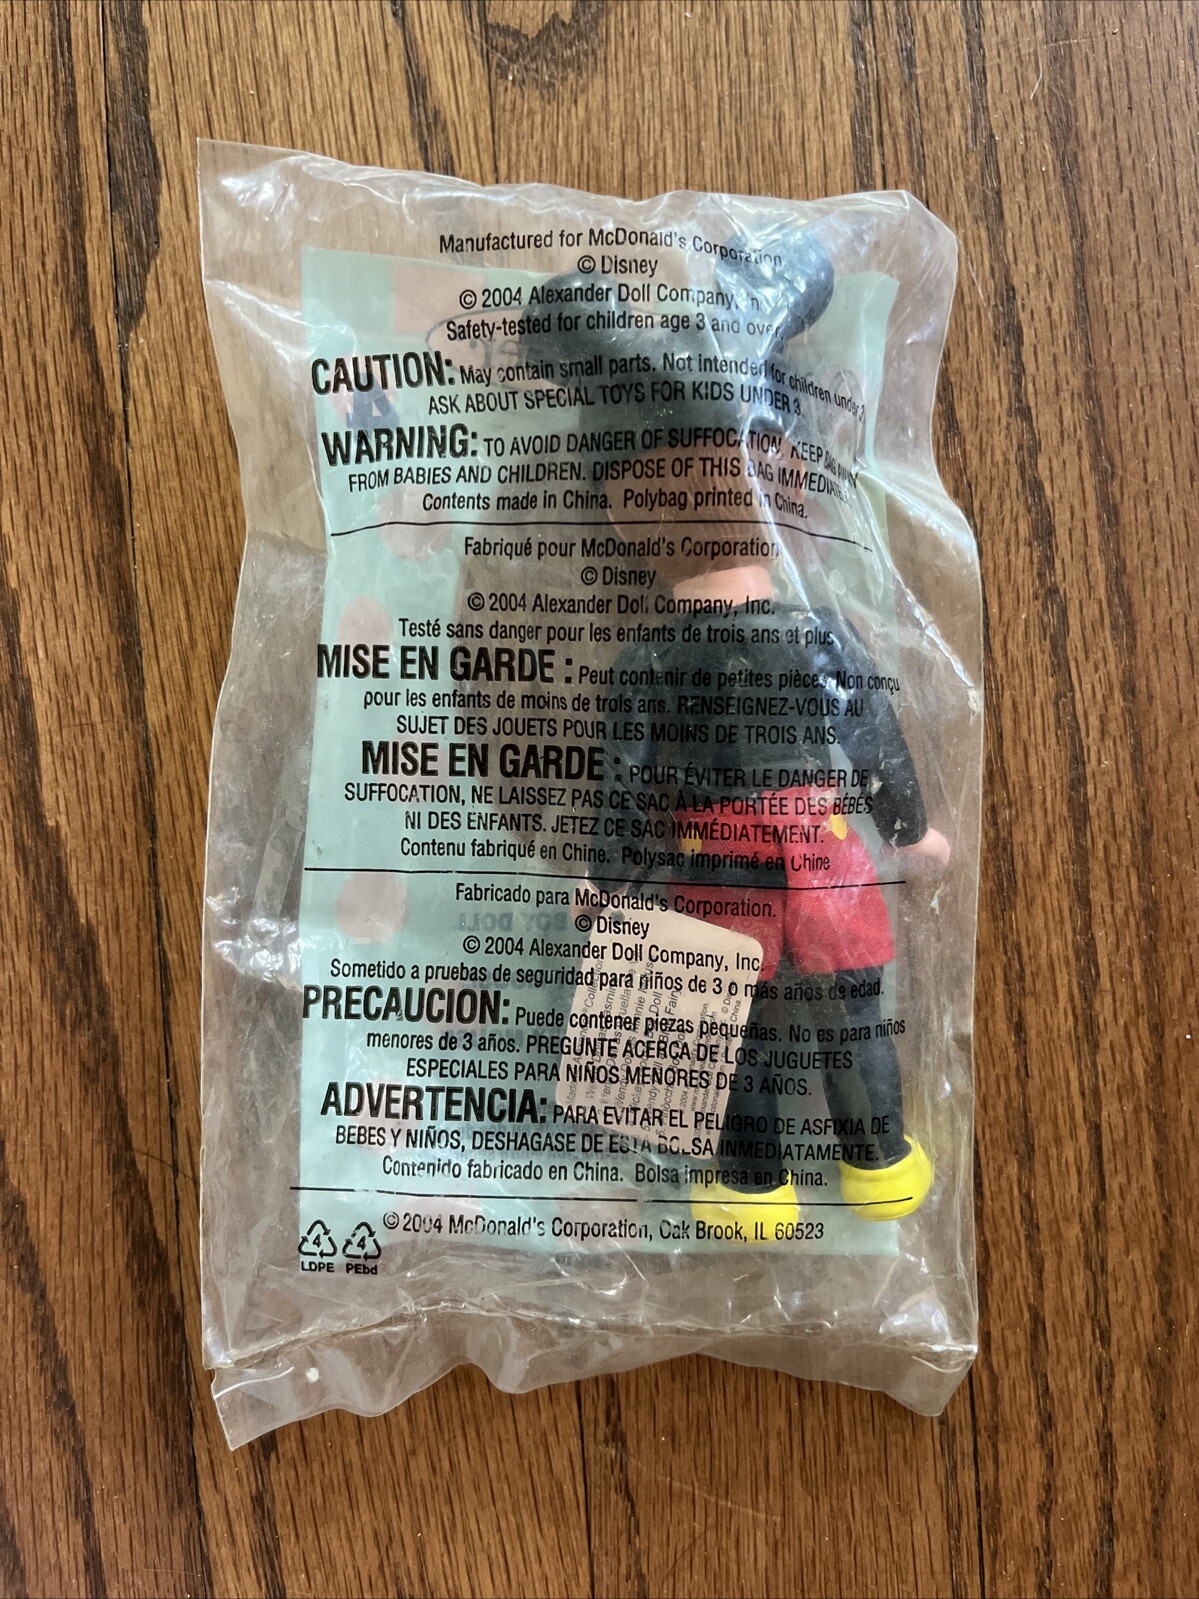 Manufactured for McDonald's Corporation
© Disney
© 2004 Alexander Doll Company, In
Safety-tested for children age 3 and over.
CAUTION: May contain small parts. Not intended for children under 3.
ASK ABOUT SPECIAL TOYS FOR KIDS UNDER 3.
WARNING: TO AVOID DANGER OF SUFFOCATION, KEEP BAG AWAY
FROM BABIES AND CHILDREN. DISPOSE OF THIS BAG IMMEDIATELY.
Contents made in China. Polybag printed in China.
Fabriqué pour McDonald's Corporation
© Disney
© 2004 Alexander Doll Company, Inc.
Testé sans danger pour les enfants de trois ans et plus
MISE EN GARDE : Peut contenir de petites pièces. Non conçu
pour les enfants de moins de trois ans. RENSEIGNEZ-VOUS AU
SUJET DES JOUETS POUR LES MOINS DE TROIS ANS.
MISE EN GARDE : POUR ÉVITER LE DANGER DE
SUFFOCATION, NE LAISSEZ PAS CE SAC À LA PORTÉE DES BÉBÉS
NI DES ENFANTS. JETEZ CE SAC IMMÉDIATEMENT.
Contenu fabriqué en Chine. Polysac imprimé en Chine
Fabricado para McDonald's Corporation.
© Disney
© 2004 Alexander Doll Company, Inc.
Sometido a pruebas de seguridad para niños de 3 o más años de edad.
PRECAUCION: Puede contener piezas pequeñas. No es para niños
menores de 3 años. PREGUNTE ACERCA DE LOS JUGUETES
ESPECIALES PARA NIÑOS MENORES DE 3 AÑOS.
ADVERTENCIA: PARA EVITAR EL PELIGRO DE ASFIXIA DE
BEBES Y NIÑOS, DESHAGASE DE ESTA BOLSA INMEDIATAMENTE.
Contenido fabricado en China. Bolsa impresa en China.
© 2004 McDonald's Corporation, Oak Brook, IL 60523
4 4
LDPE PEbd